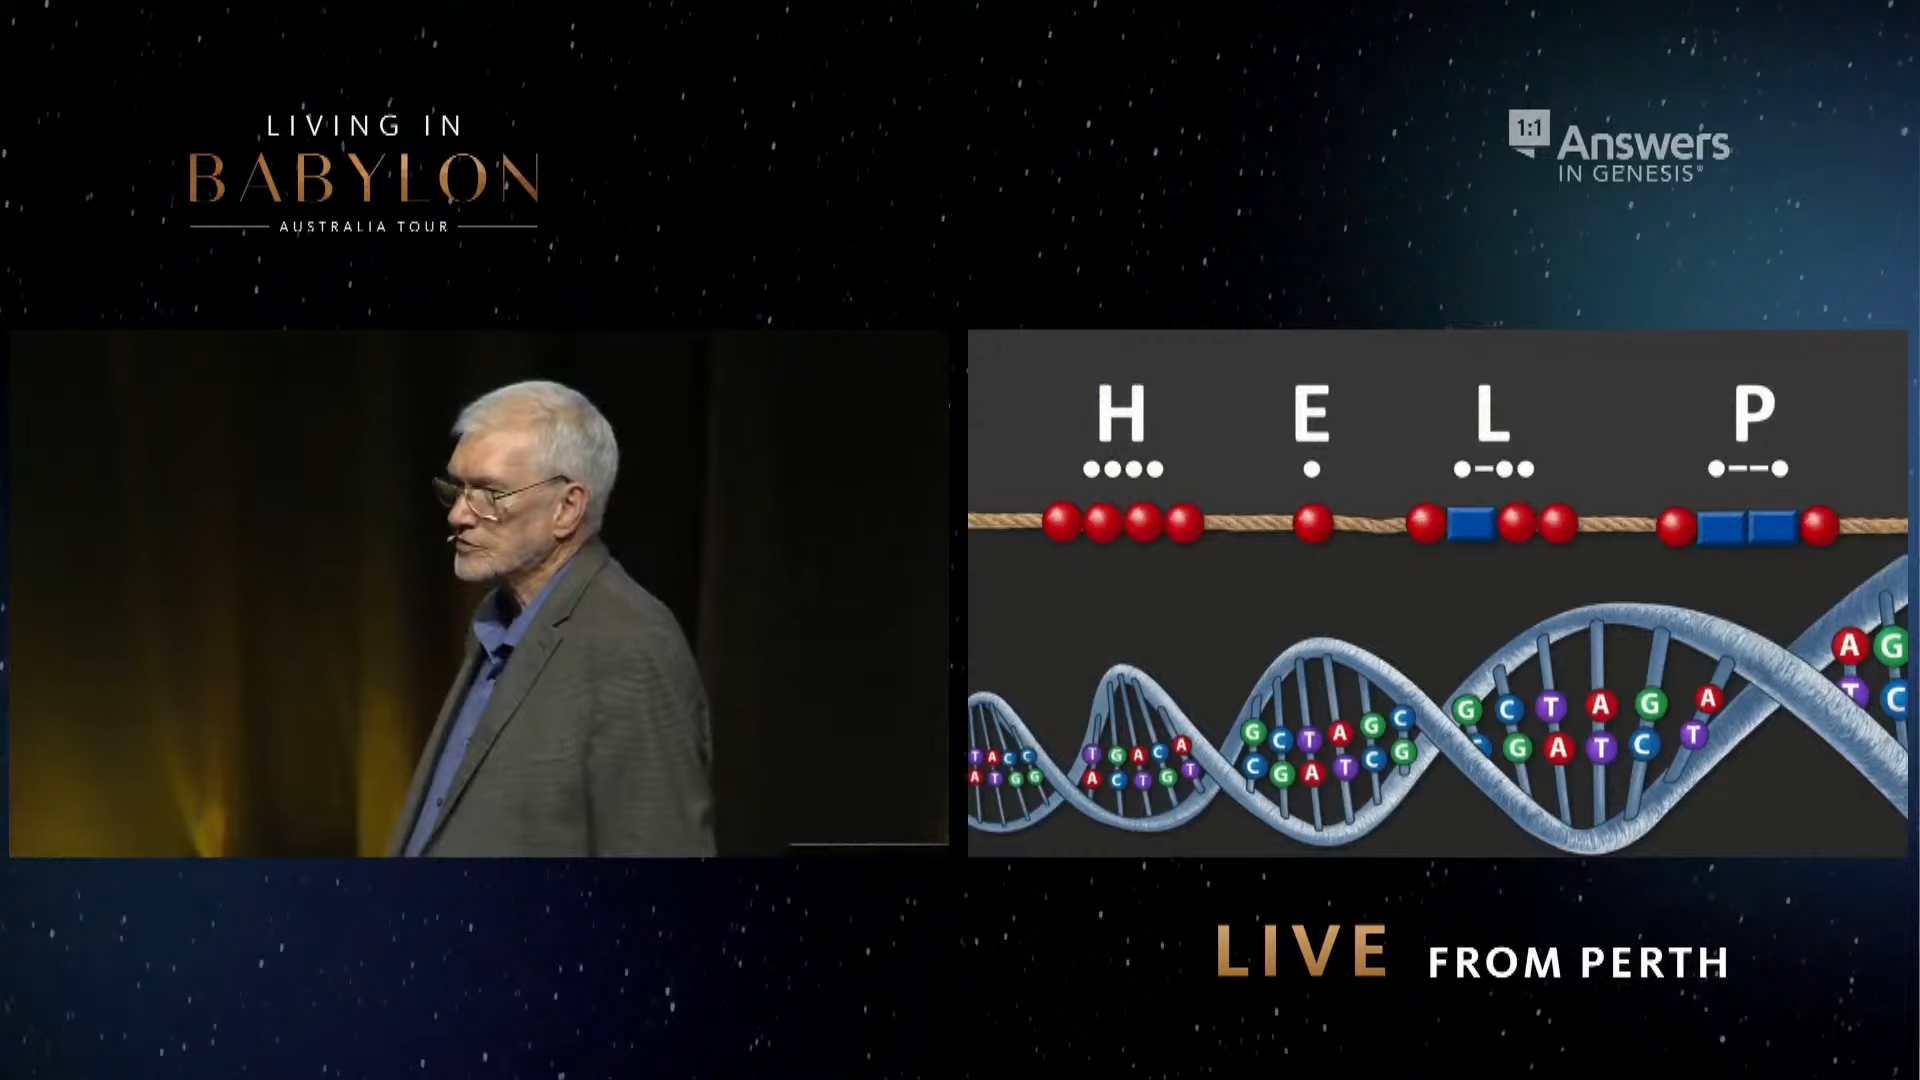 LIVING IN
BABYLON
AUSTRALIA TOUR
1:1
Answers
IN GENESIS®
H E L P
A G
T C
G C T A G A
G A T C T
G C T A G C
C G A T C G
T G A C A
A C T G T
T A C C
A T G G
LIVE FROM PERTH